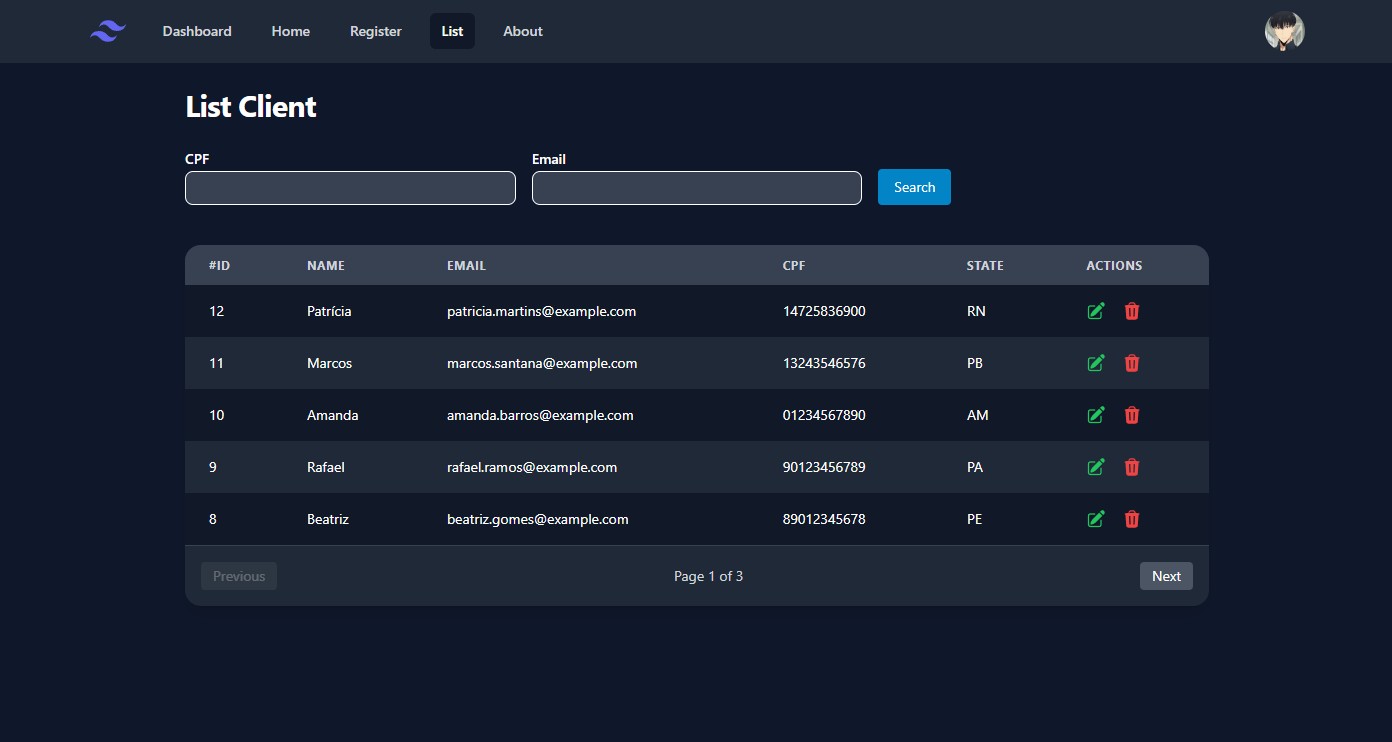 Dashboard Home Register List About
List Client
CPF Email
Search
#ID NAME EMAIL CPF STATE ACTIONS
12 Patrícia patricia.martins@example.com 14725836900 RN
11 Marcos marcos.santana@example.com 13243546576 PB
10 Amanda amanda.barros@example.com 01234567890 AM
9 Rafael rafael.ramos@example.com 90123456789 PA
8 Beatriz beatriz.gomes@example.com 89012345678 PE
Previous Page 1 of 3 Next